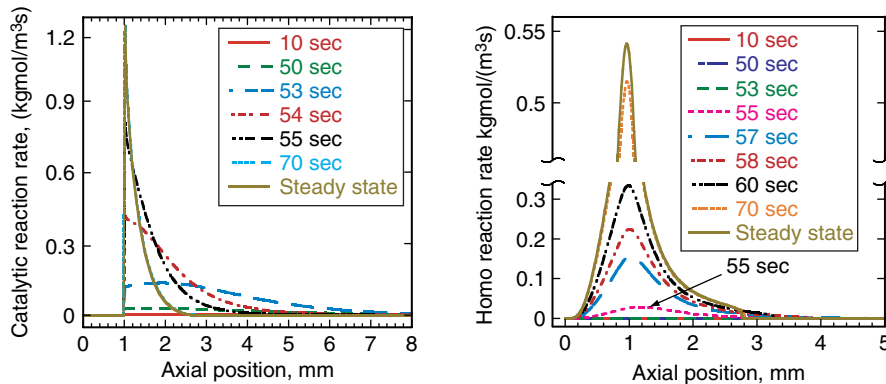 Catalytic reaction rate, (kgmol/m³s)
1.2
0.9
0.6
0.3
0
0 1 2 3 4 5 6 7 8
Axial position, mm
10 sec
50 sec
53 sec
54 sec
55 sec
70 sec
Steady state
Homo reaction rate kgmol/(m³s)
0.55
0.5
0.3
0.2
0.1
0
0 1 2 3 4 5
Axial position, mm
10 sec
50 sec
53 sec
55 sec
57 sec
58 sec
60 sec
70 sec
Steady state
55 sec